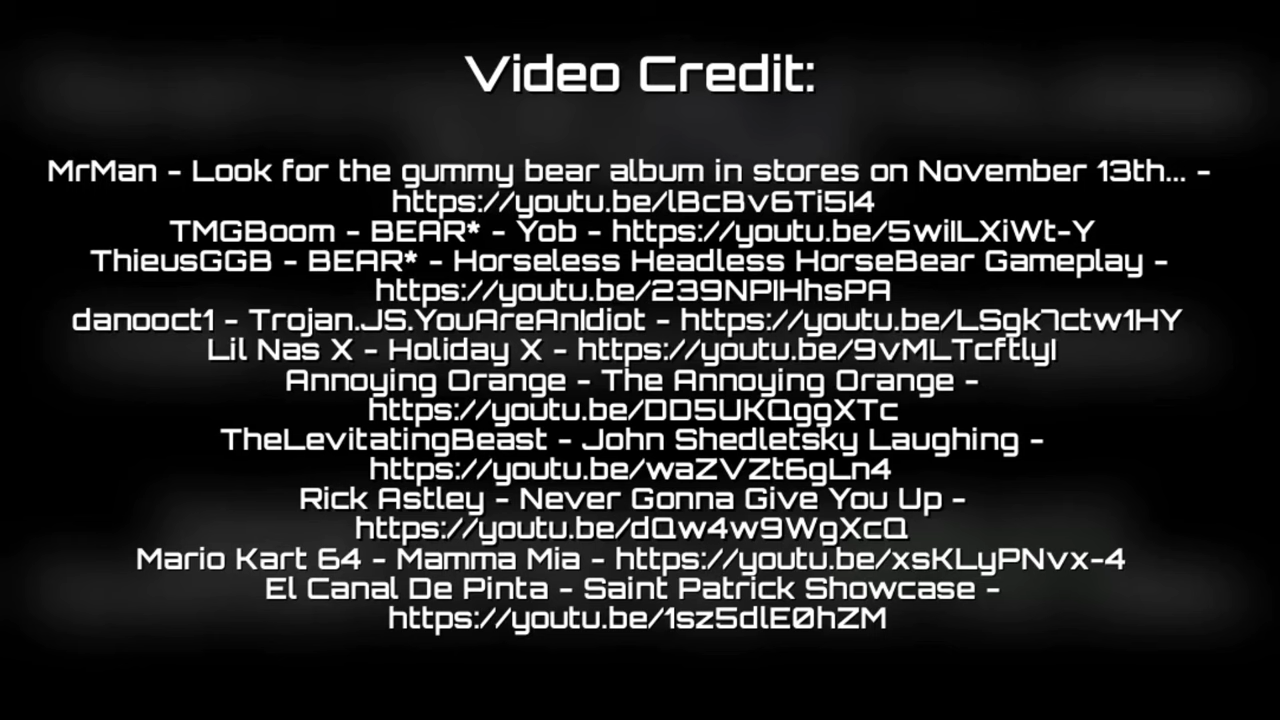 Video Credit:
MrMan - Look for the gummy bear album in stores on November 13th... -
https://youtu.be/lBcBv6Ti5I4
TMGBoom - BEAR* - Yob - https://youtu.be/5wiILXiWt-Y
ThieusGGB - BEAR* - Horseless Headless HorseBear Gameplay -
https://youtu.be/239NPIHhsPA
danooct1 - Trojan.JS.YouAreAnIdiot - https://youtu.be/LSgk7ctw1HY
Lil Nas X - Holiday X - https://youtu.be/9vMLTcftlyI
Annoying Orange - The Annoying Orange -
https://youtu.be/DD5UKQggXTc
TheLevitatingBeast - John Shedletsky Laughing -
https://youtu.be/waZVZt6gLn4
Rick Astley - Never Gonna Give You Up -
https://youtu.be/dQw4w9WgXcQ
Mario Kart 64 - Mamma Mia - https://youtu.be/xsKLyPNvx-4
El Canal De Pinta - Saint Patrick Showcase -
https://youtu.be/1sz5dlE0hZM